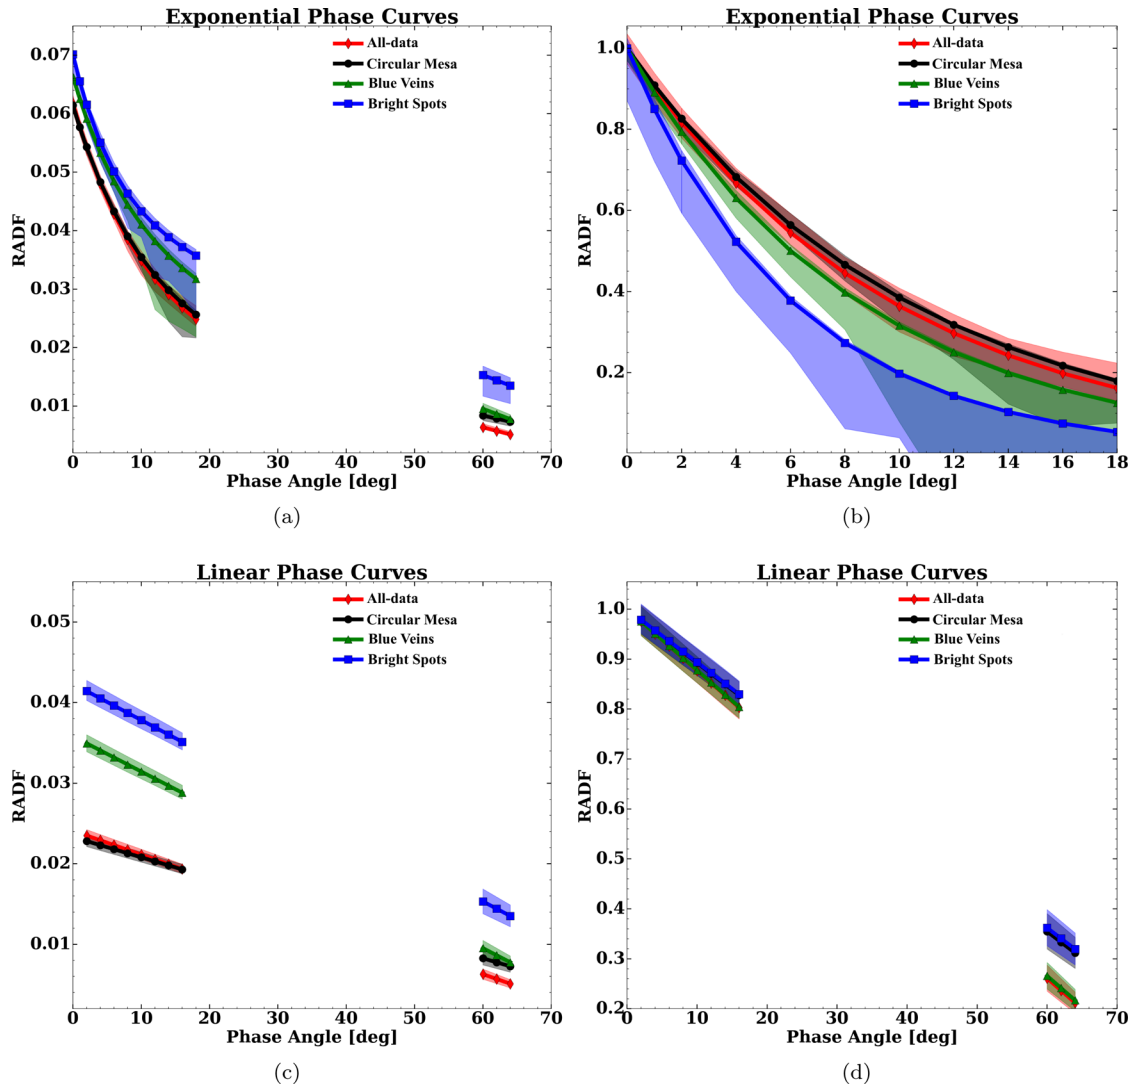 Exponential Phase Curves
All-data
Circular Mesa
Blue Veins
Bright Spots
RADF
0.07
0.06
0.05
0.04
0.03
0.02
0.01
0 10 20 30 40 50 60 70
Phase Angle [deg]
(a)
Exponential Phase Curves
All-data
Circular Mesa
Blue Veins
Bright Spots
RADF
1.0
0.8
0.6
0.4
0.2
0 2 4 6 8 10 12 14 16 18
Phase Angle [deg]
(b)
Linear Phase Curves
All-data
Circular Mesa
Blue Veins
Bright Spots
RADF
0.05
0.04
0.03
0.02
0.01
0 10 20 30 40 50 60 70
Phase Angle [deg]
(c)
Linear Phase Curves
All-data
Circular Mesa
Blue Veins
Bright Spots
RADF
1.0
0.9
0.8
0.7
0.6
0.5
0.4
0.3
0.2
0 10 20 30 40 50 60 70
Phase Angle [deg]
(d)